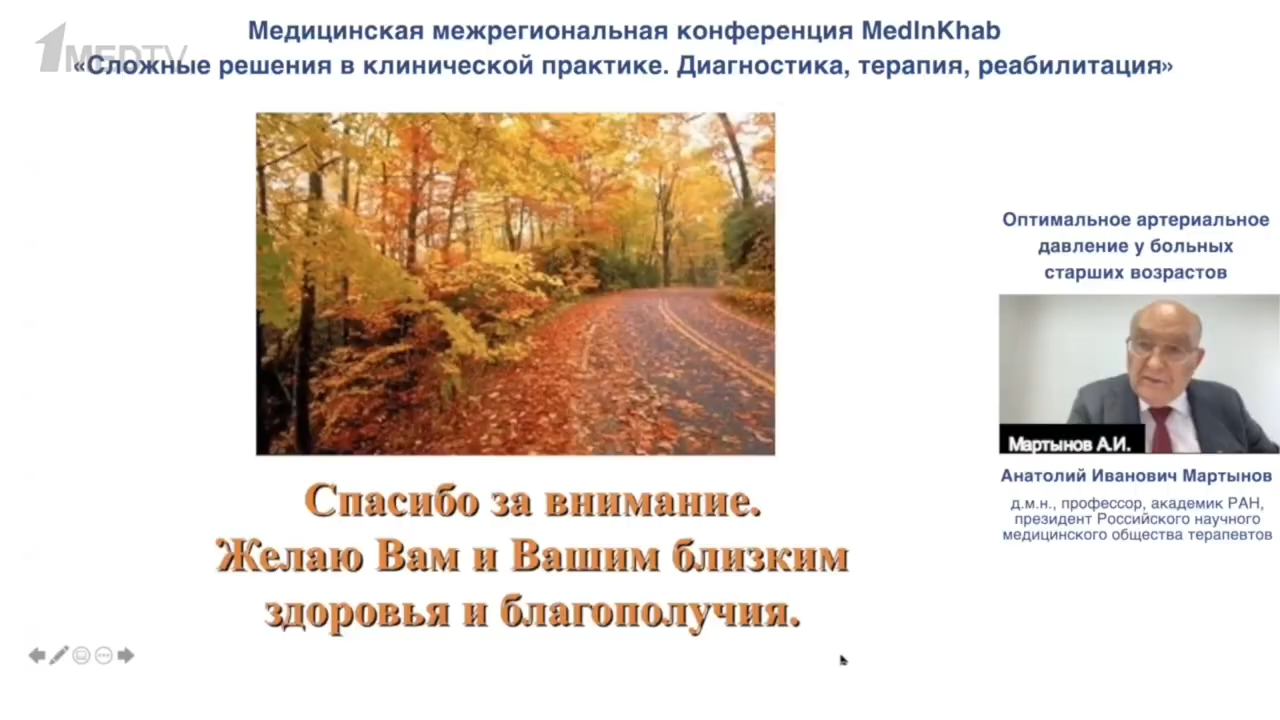 Медицинская межрегиональная конференция MedInKhab
1MEDTV
«Сложные решения в клинической практике. Диагностика, терапия, реабилитация»
Оптимальное артериальное
давление у больных
старших возрастов
Мартынов А.И.
Анатолий Иванович Мартынов
д.м.н., профессор, академик РАН,
президент Российского научного
медицинского общества терапевтов
Спасибо за внимание.
Желаю Вам и Вашим близким
здоровья и благополучия.